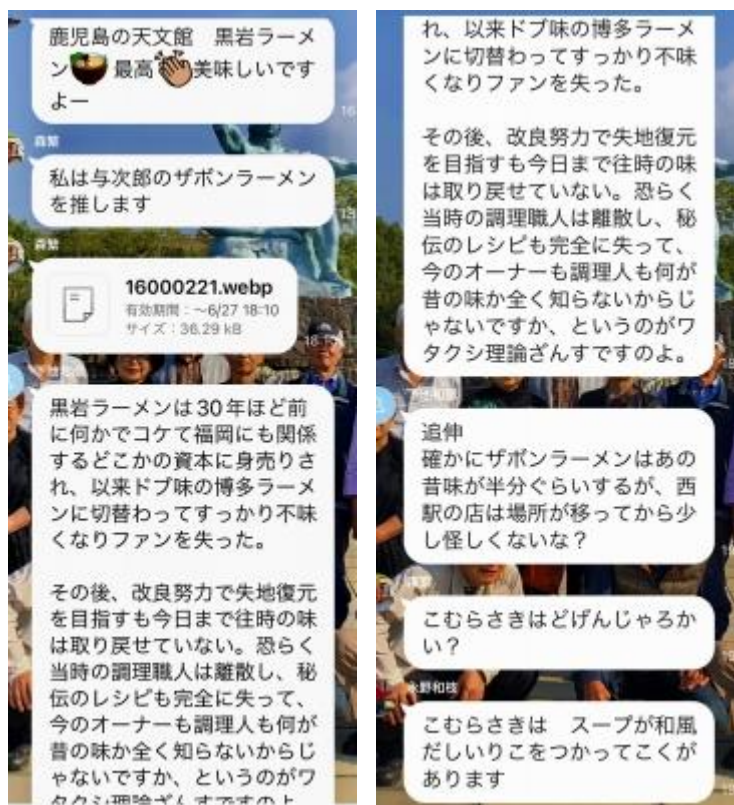 鹿児島の天文館　黒岩ラーメ
ン🍜 最高👏美味しいです
よー
森繁
私は与次郎のザボンラーメン
を推します
森繁
16000221.webp
有効期間：～6/27 18:10
サイズ：36.29 kB
黒岩ラーメンは30年ほど前
に何かでコケて福岡にも関係
するどこかの資本に身売りさ
れ、以来ドブ味の博多ラーメ
ンに切替わってすっかり不味
くなりファンを失った。
その後、改良努力で失地復元
を目指すも今日まで往時の味
は取り戻せていない。恐らく
当時の調理職人は離散し、秘
伝のレシピも完全に失って、
今のオーナーも調理人も何が
昔の味か全く知らないからじ
ゃないですか、というのがワ
タクシ理論ざんすですのよ
れ、以来ドブ味の博多ラーメ
ンに切替わってすっかり不味
くなりファンを失った。
その後、改良努力で失地復元
を目指すも今日まで往時の味
は取り戻せていない。恐らく
当時の調理職人は離散し、秘
伝のレシピも完全に失って、
今のオーナーも調理人も何が
昔の味か全く知らないからじ
ゃないですか、というのがワ
タクシ理論ざんすですのよ。
追伸
確かにザボンラーメンはあの
昔味が半分ぐらいするが、西
駅の店は場所が移ってから少
し怪しくないな？
こむらさきはどげんじゃろか
い？
水野和枝
こむらさきは　スープが和風
だしいりこをつかってこくが
あります